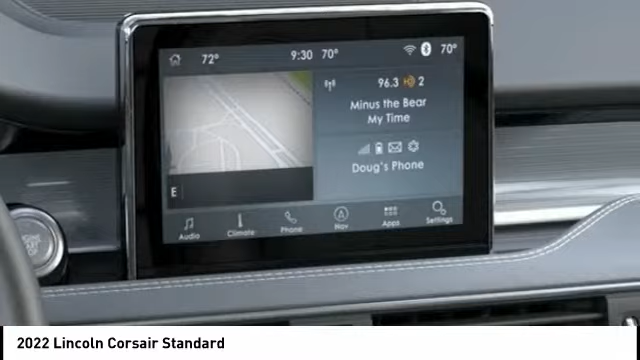 72° 9:30 70° 70°
96.3 2
Minus the Bear
My Time
Doug's Phone
E
Audio Climate Phone Nav Apps Settings
2022 Lincoln Corsair Standard